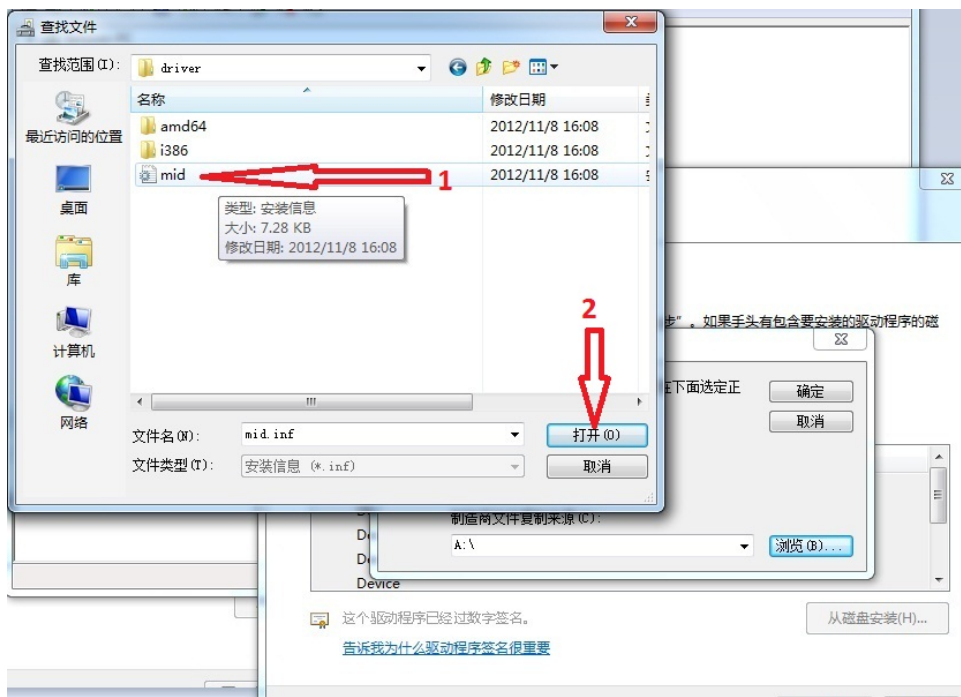 查找文件
查找范围(I):
driver
名称
修改日期
最近访问的位置
amd64
2012/11/8 16:08
i386
2012/11/8 16:08
mid
2012/11/8 16:08
1
桌面
类型: 安装信息
大小: 7.28 KB
修改日期: 2012/11/8 16:08
库
计算机
网络
2
文件名(N):
mid.inf
打开(O)
文件类型(T):
安装信息 (*.inf)
取消
步”。如果手头有包含要安装的驱动程序的磁
在下面选定正
确定
取消
制造商文件复制来源(C):
A:\
浏览(B)...
De
De
Device
这个驱动程序已经过数字签名。
从磁盘安装(H)...
告诉我为什么驱动程序签名很重要